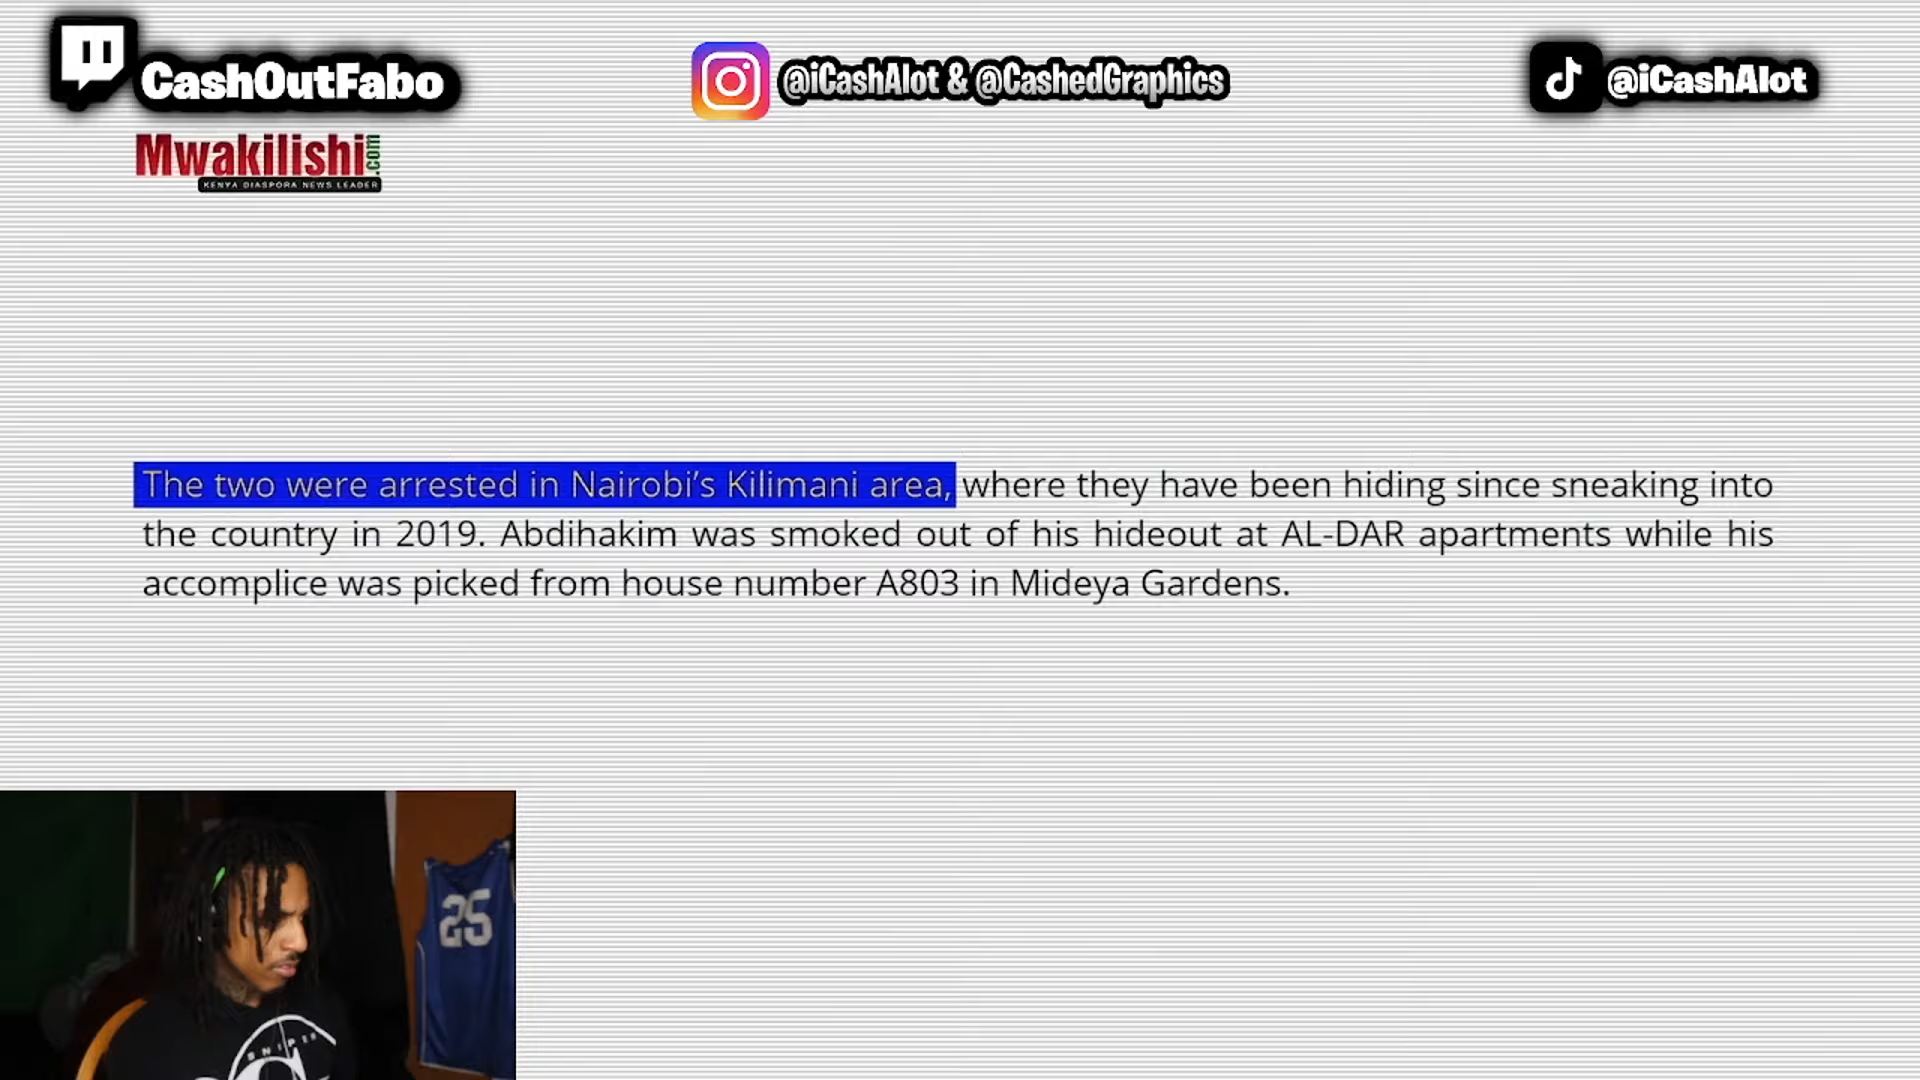 CashOutFabo
@iCashAlot & @CashedGraphics
@iCashAlot
Mwakilishi.com
KENYA DIASPORA NEWS LEADER
The two were arrested in Nairobi’s Kilimani area, where they have been hiding since sneaking into
the country in 2019. Abdihakim was smoked out of his hideout at AL-DAR apartments while his
accomplice was picked from house number A803 in Mideya Gardens.
25
SNIPES